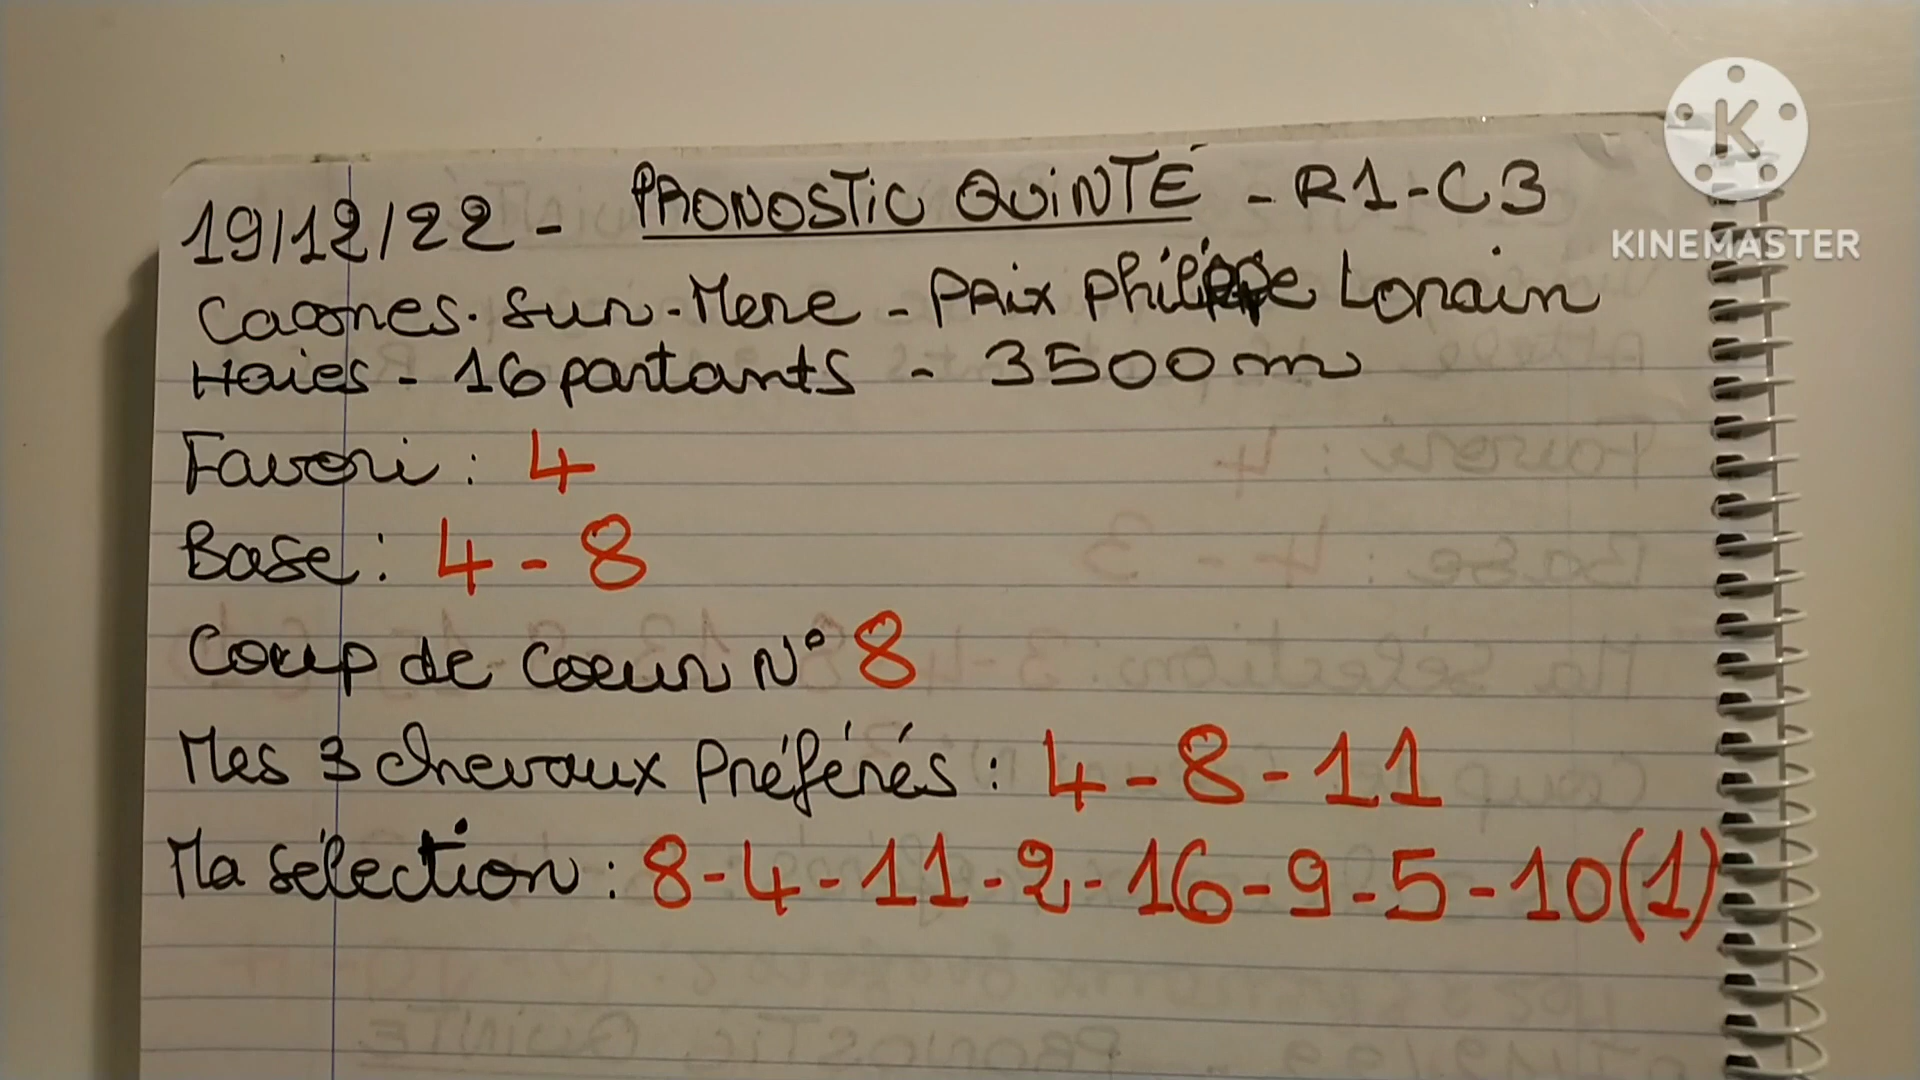 K
KINEMASTER
19/12/22 - PRONOSTIC QUINTÉ - R1-C3
Cagnes-sur-Mere - Prix Philippe Lorain
Haies - 16 partants - 3500 m
Favori : 4
Base : 4 - 8
Coup de coeur N° 8
Mes 3 chevaux Préférés : 4 - 8 - 11
Ma sélection : 8-4-11-2-16-9-5-10(1)